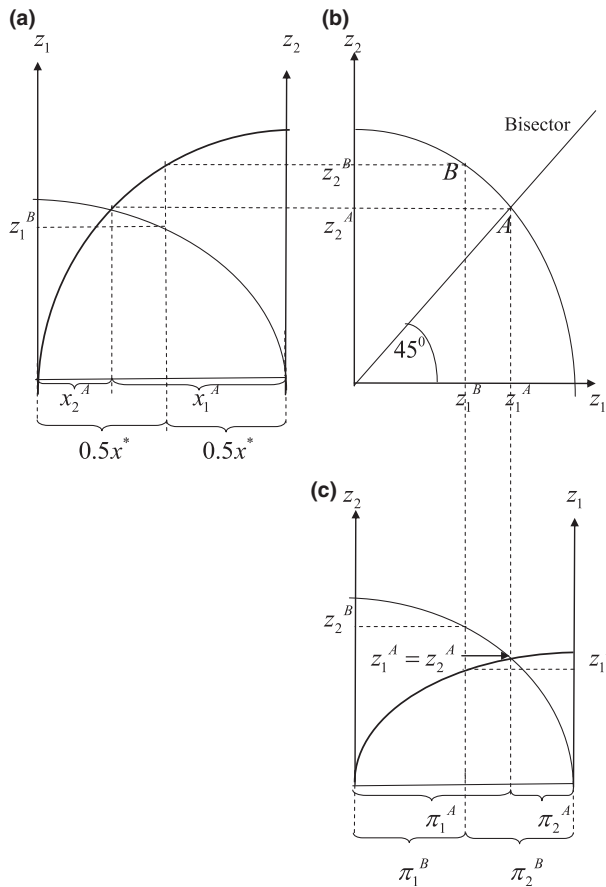 (a)
z₁
z₂
z₁ᴮ
x₂ᴬ
x₁ᴬ
0.5x*
0.5x*
(b)
z₂
Bisector
z₂ᴮ
B
z₂ᴬ
A
45⁰
z₁ᴮ
z₁ᴬ
z₁
(c)
z₂
z₁
z₂ᴮ
z₁ᴬ = z₂ᴬ
z₁
π₁ᴬ
π₂ᴬ
π₁ᴮ
π₂ᴮ